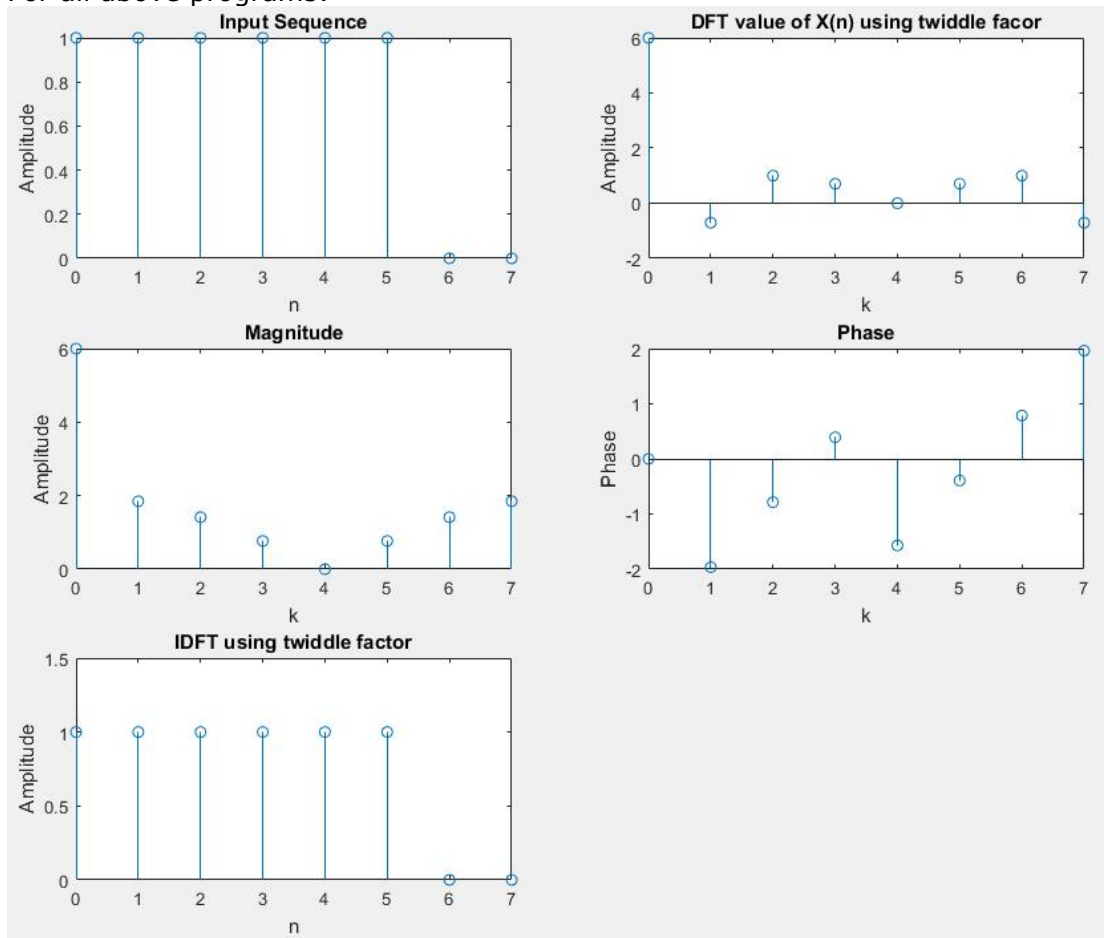 For all above programs:
Input Sequence
1
0.8
0.6
0.4
0.2
0
Amplitude
0 1 2 3 4 5 6 7
n
DFT value of X(n) using twiddle facor
6
4
2
0
-2
Amplitude
0 1 2 3 4 5 6 7
k
Magnitude
6
4
2
0
Amplitude
0 1 2 3 4 5 6 7
k
Phase
2
1
0
-1
-2
Phase
0 1 2 3 4 5 6 7
k
IDFT using twiddle factor
1.5
1
0.5
0
Amplitude
0 1 2 3 4 5 6 7
n